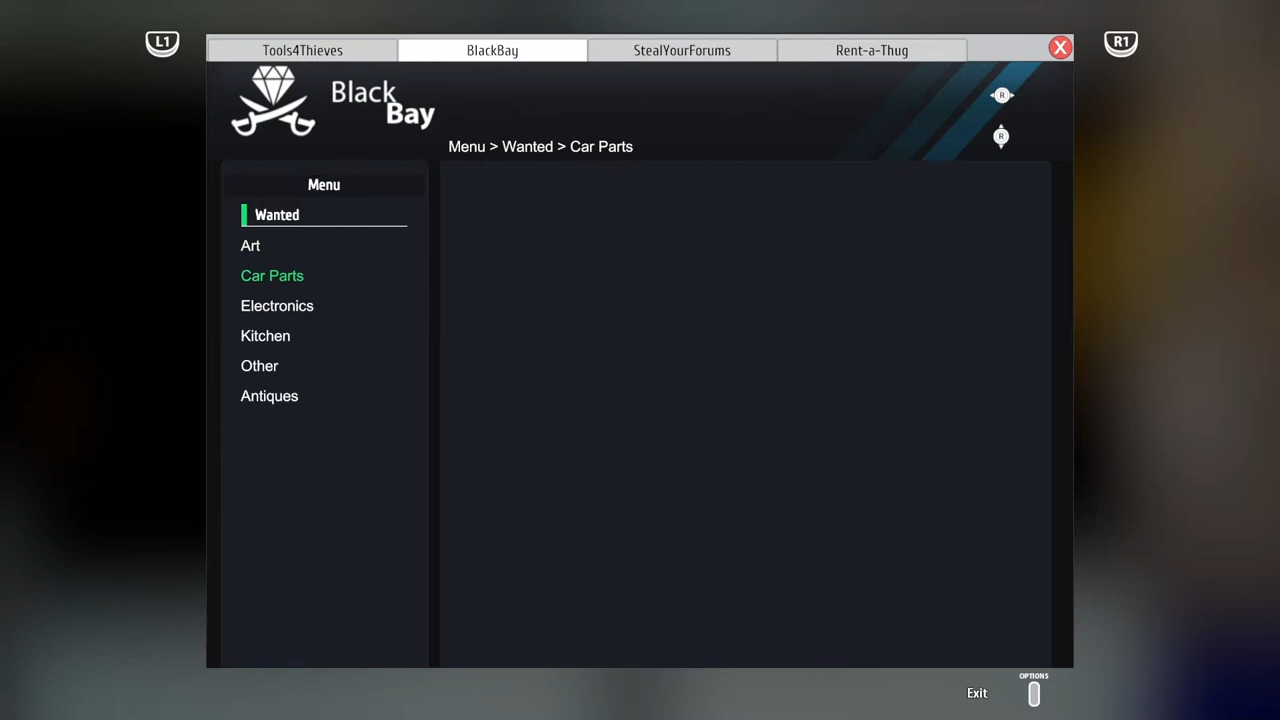 L1
R1
Tools4Thieves
BlackBay
StealYourForums
Rent-a-Thug
X
Black
Bay
R
R
Menu > Wanted > Car Parts
Menu
Wanted
Art
Car Parts
Electronics
Kitchen
Other
Antiques
OPTIONS
Exit